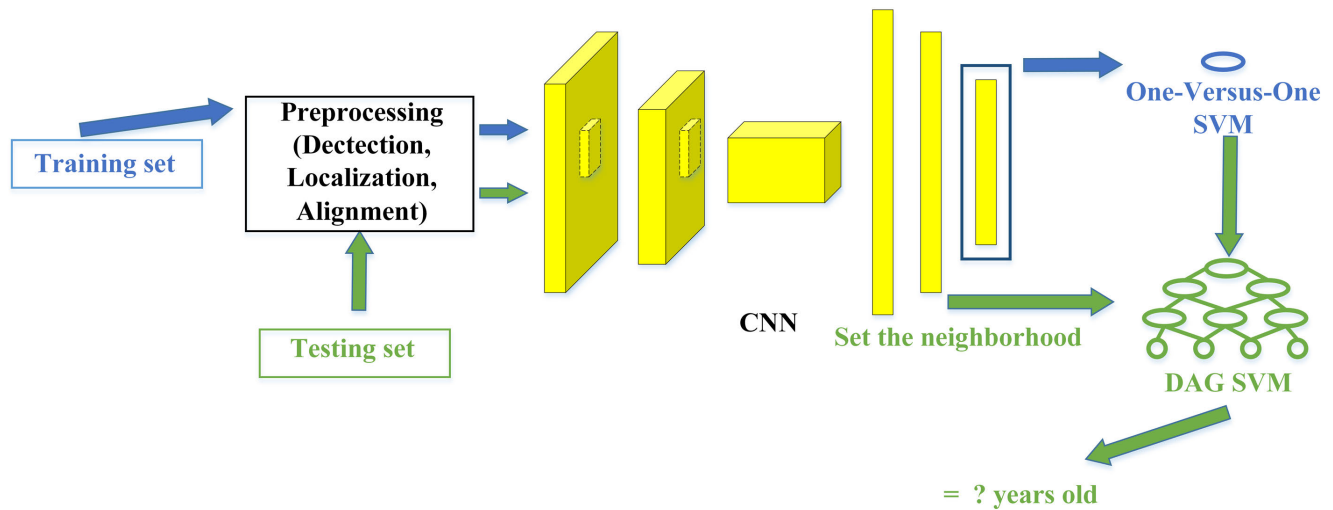 Training set
Preprocessing
(Dectection,
Localization,
Alignment)
Testing set
CNN
Set the neighborhood
One-Versus-One
SVM
DAG SVM
= ? years old